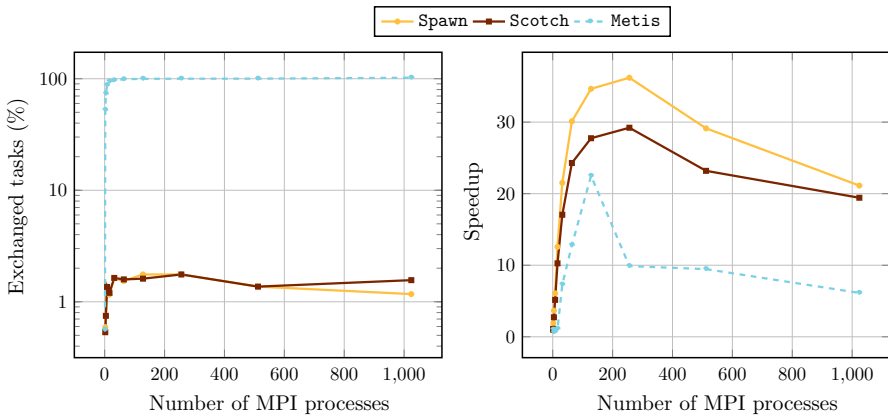 Spawn Scotch Metis
Exchanged tasks (%)
100
10
1
0 200 400 600 800 1,000
Number of MPI processes
Speedup
30
20
10
0
0 200 400 600 800 1,000
Number of MPI processes